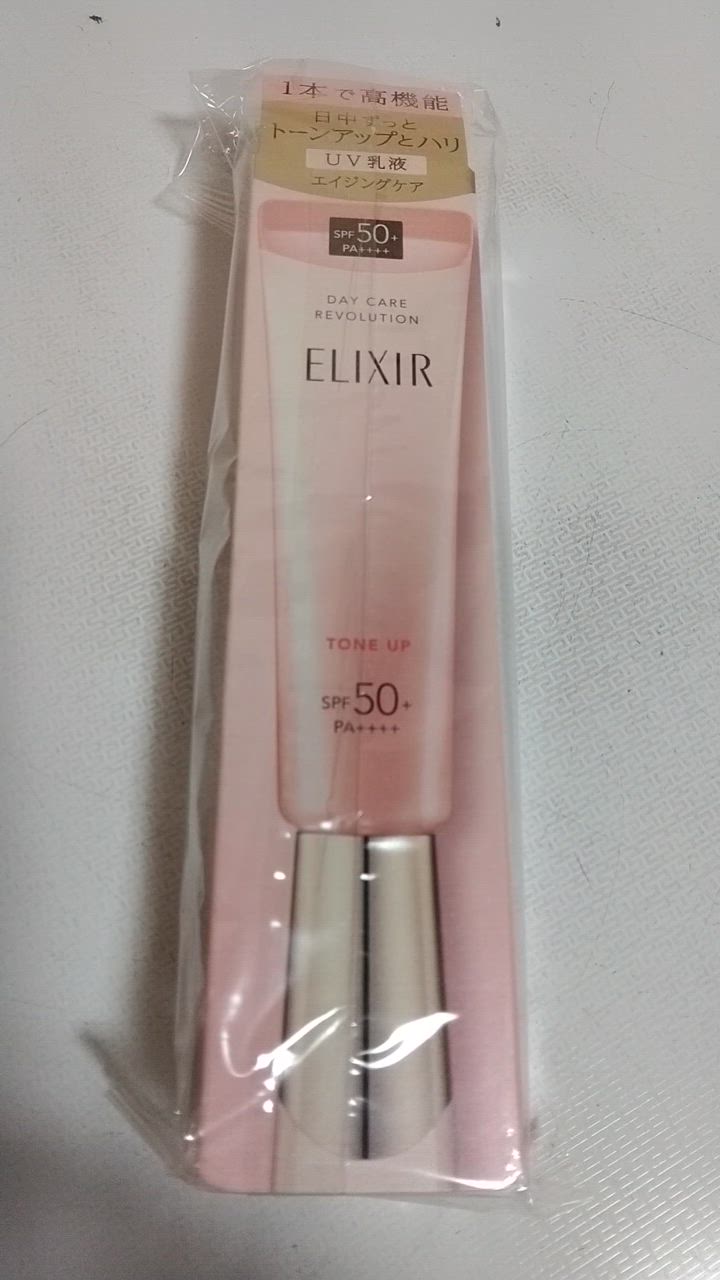 1本で高機能
日中ずっと
トーンアップとハリ
UV乳液
エイジングケア
SPF50+
PA++++
DAY CARE
REVOLUTION
ELIXIR
TONE UP
SPF50+
PA++++